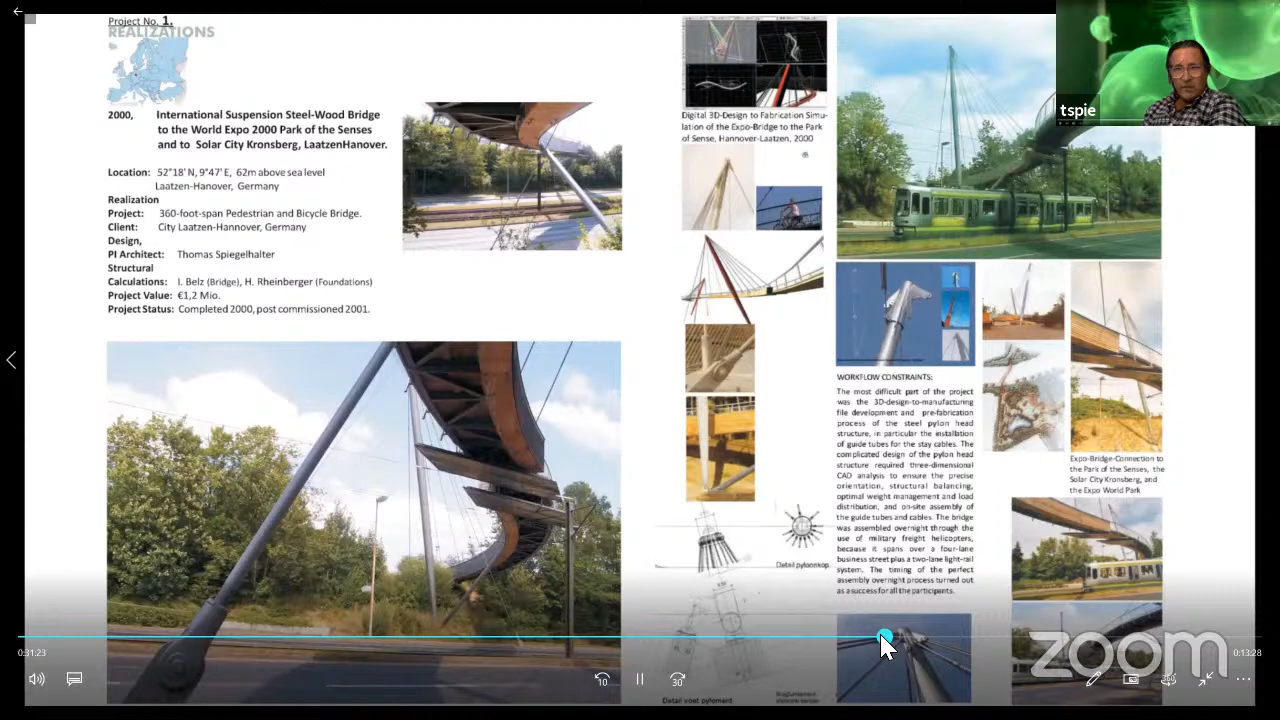 Project No. 1.
REALIZATIONS
2000, International Suspension Steel-Wood Bridge
to the World Expo 2000 Park of the Senses
and to Solar City Kronsberg, LaatzenHanover.
Location: 52°18' N, 9°47' E, 62m above sea level
Laatzen-Hanover, Germany
Realization
Project: 360-foot-span Pedestrian and Bicycle Bridge.
Client: City Laatzen-Hannover, Germany
Design,
PI Architect: Thomas Spiegelhalter
Structural
Calculations: I. Belz (Bridge), H. Rheinberger (Foundations)
Project Value: €1,2 Mio.
Project Status: Completed 2000, post commissioned 2001.
Digital 3D-Design to Fabrication Simu-
lation of the Expo-Bridge to the Park
of Sense, Hannover-Laatzen, 2000
WORKFLOW CONSTRAINTS:
The most difficult part of the project
was the 3D-design-to-manufacturing
file development and pre-fabrication
process of the steel pylon head
structure, in particular the installation
of guide tubes for the stay cables. The
complicated design of the pylon head
structure required three-dimensional
CAD analysis to ensure the precise
orientation, structural balancing,
optimal weight management and load
distribution, and on-site assembly of
the guide tubes and cables. The bridge
was assembled overnight through the
use of military freight helicopters,
because it spans over a four-lane
business street plus a two-lane light-rail
system. The timing of the perfect
assembly overnight process turned out
as a success for all the participants.
Expo-Bridge-Connection to
the Park of the Senses, the
Solar City Kronsberg, and
the Expo World Park
Detail pylonkop
Detail voet pyloment
tspie
zoom
0:31:23
0:13:28
10
30